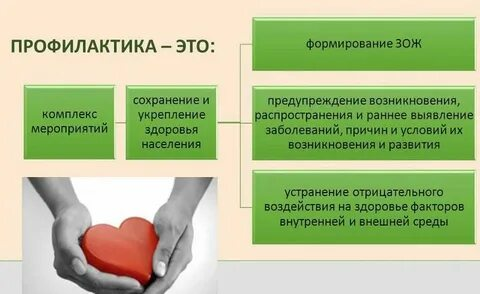 ПРОФИЛАКТИКА – ЭТО:
комплекс
мероприятий
сохранение и
укрепление
здоровья
населения
формирование ЗОЖ
предупреждение возникновения,
распространения и раннее выявление
заболеваний, причин и условий их
возникновения и развития
устранение отрицательного
воздействия на здоровье факторов
внутренней и внешней среды